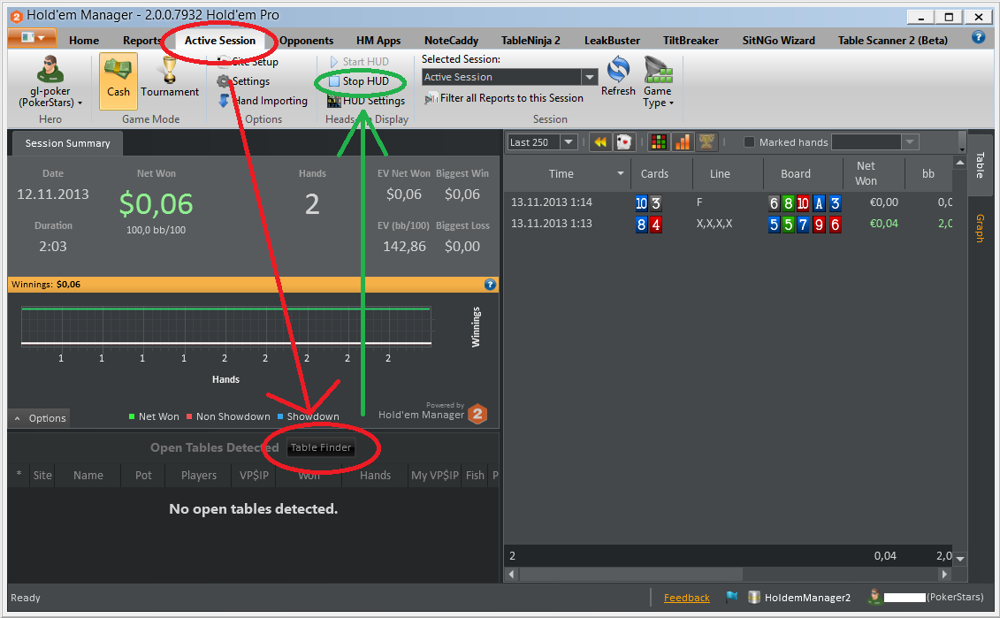 Hold'em Manager - 2.0.0.7932 Hold'em Pro
Home Reports Active Session Opponents HM Apps NoteCaddy TableNinja 2 LeakBuster TiltBreaker SitNGo Wizard Table Scanner 2 (Beta)
gl-poker
(PokerStars)
Hero
Cash
Tournament
Game Mode
Site Setup
Settings
Hand Importing
Options
Start HUD
Stop HUD
HUD Settings
Heads Display
Selected Session:
Active Session
Filter all Reports to this Session
Refresh
Game
Type
Session
Session Summary
Date
12.11.2013
Duration
2:03
Net Won
$0,06
100,0 bb/100
Hands
2
EV Net Won Biggest Win
$0,06 $0,06
EV (bb/100) Biggest Loss
142,86 $0,00
Winnings: $0,06
1 1 1 1 2 2 2 2 2
Hands
Winnings
Options
Net Won Non Showdown Showdown
Powered by
Hold'em Manager 2
Open Tables Detected Table Finder
* Site Name Pot Players VP$IP Won Hands My VP$IP Fish P
No open tables detected.
Last 250
Marked hands
Time Cards Line Board Net Won bb
13.11.2013 1:14 10 3 F 6 8 10 A 3 €0,00 0,0
13.11.2013 1:13 8 4 X,X,X,X 5 5 7 9 6 €0,04 2,0
2 0,04 2,0
Table
Graph
Ready
Feedback HoldemManager2 (PokerStars)